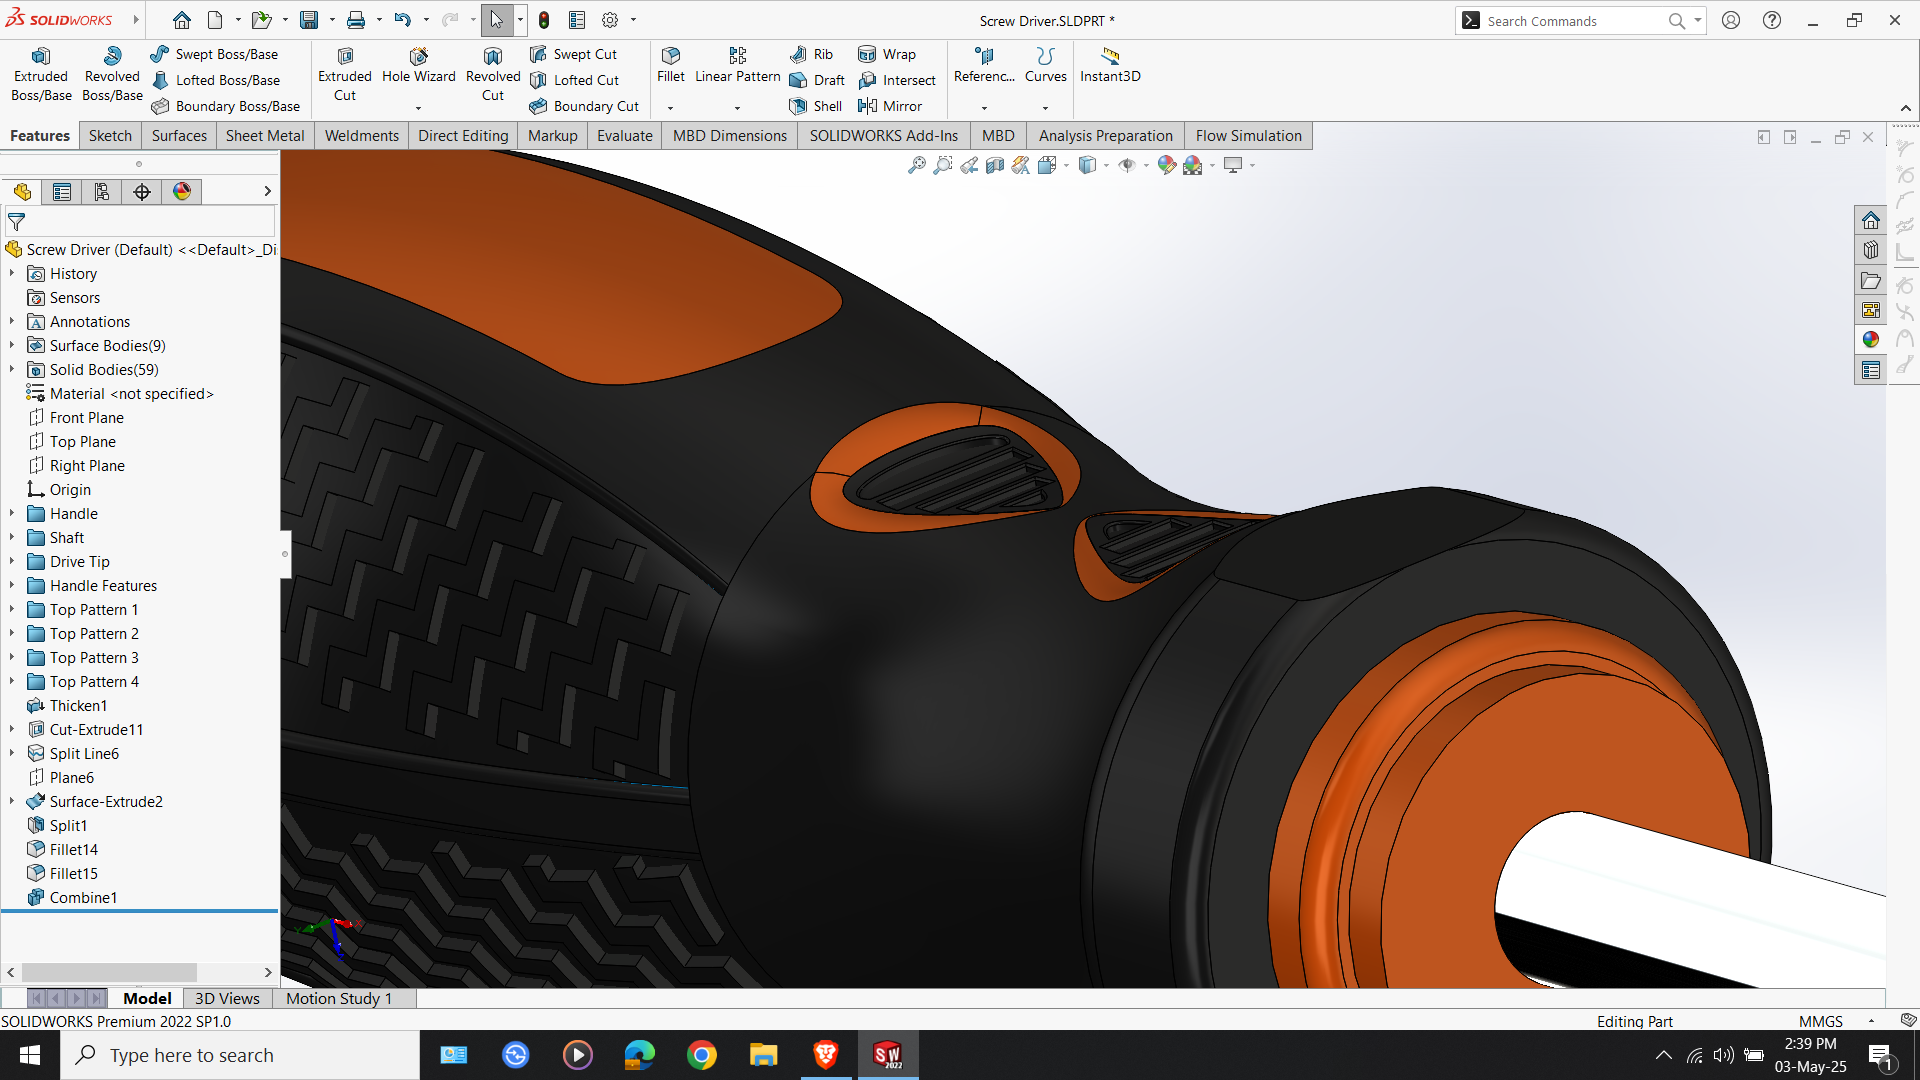 SOLIDWORKS
Screw Driver.SLDPRT *
Search Commands
Extruded Boss/Base
Revolved Boss/Base
Swept Boss/Base
Lofted Boss/Base
Boundary Boss/Base
Extruded Cut
Hole Wizard
Revolved Cut
Swept Cut
Lofted Cut
Boundary Cut
Fillet
Linear Pattern
Rib
Draft
Shell
Wrap
Intersect
Mirror
Referenc...
Curves
Instant3D
Features
Sketch
Surfaces
Sheet Metal
Weldments
Direct Editing
Markup
Evaluate
MBD Dimensions
SOLIDWORKS Add-Ins
MBD
Analysis Preparation
Flow Simulation
Screw Driver (Default) <<Default>_Di
History
Sensors
Annotations
Surface Bodies(9)
Solid Bodies(59)
Material <not specified>
Front Plane
Top Plane
Right Plane
Origin
Handle
Shaft
Drive Tip
Handle Features
Top Pattern 1
Top Pattern 2
Top Pattern 3
Top Pattern 4
Thicken1
Cut-Extrude11
Split Line6
Plane6
Surface-Extrude2
Split1
Fillet14
Fillet15
Combine1
Model
3D Views
Motion Study 1
SOLIDWORKS Premium 2022 SP1.0
Editing Part
MMGS
Type here to search
SW
2022
2:39 PM
03-May-25
1